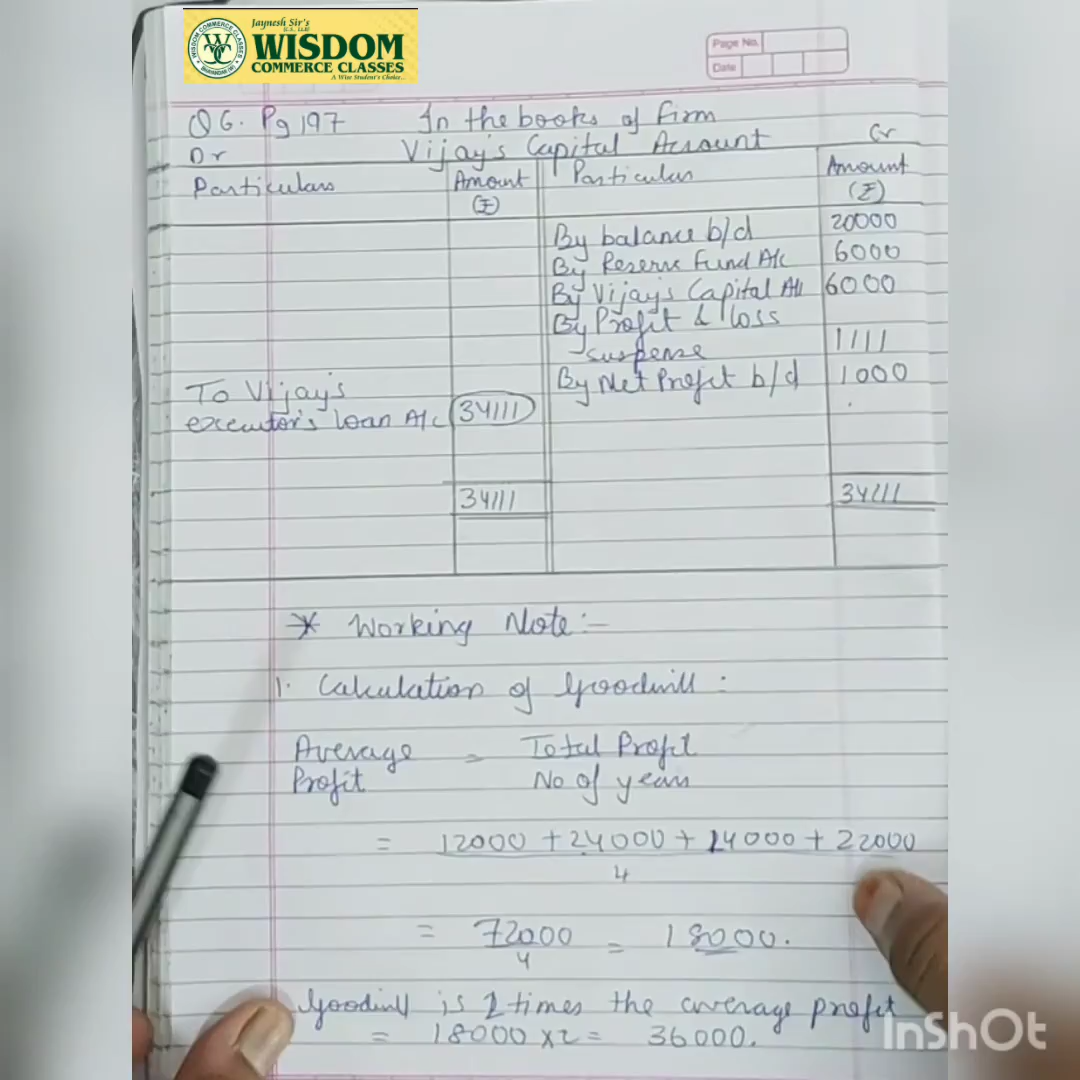 Jaynesh Sir's
WISDOM
COMMERCE CLASSES
A Wise Student's Choice...
Page No.
Date
Q6. Pg 197 In the books of firm
Dr Vijay's Capital Account Cr
Particulars Amount (₹) Particulars Amount (₹)
By balance b/d 20000
By Reserve Fund A/c 6000
By Vijay's Capital A/c 6000
By Profit & loss
suspense 1111
By Net Profit b/d 1000
To Vijay's
executor's loan A/c 34111
34111 34111
* Working Note:-
1. Calculation of Goodwill :
Average Profit = Total Profit
No of years
= 12000 + 24000 + 14000 + 22000
4
= 72000 = 18000.
4
Goodwill is 2 times the average profit
= 18000 x 2 = 36000.
InShOt